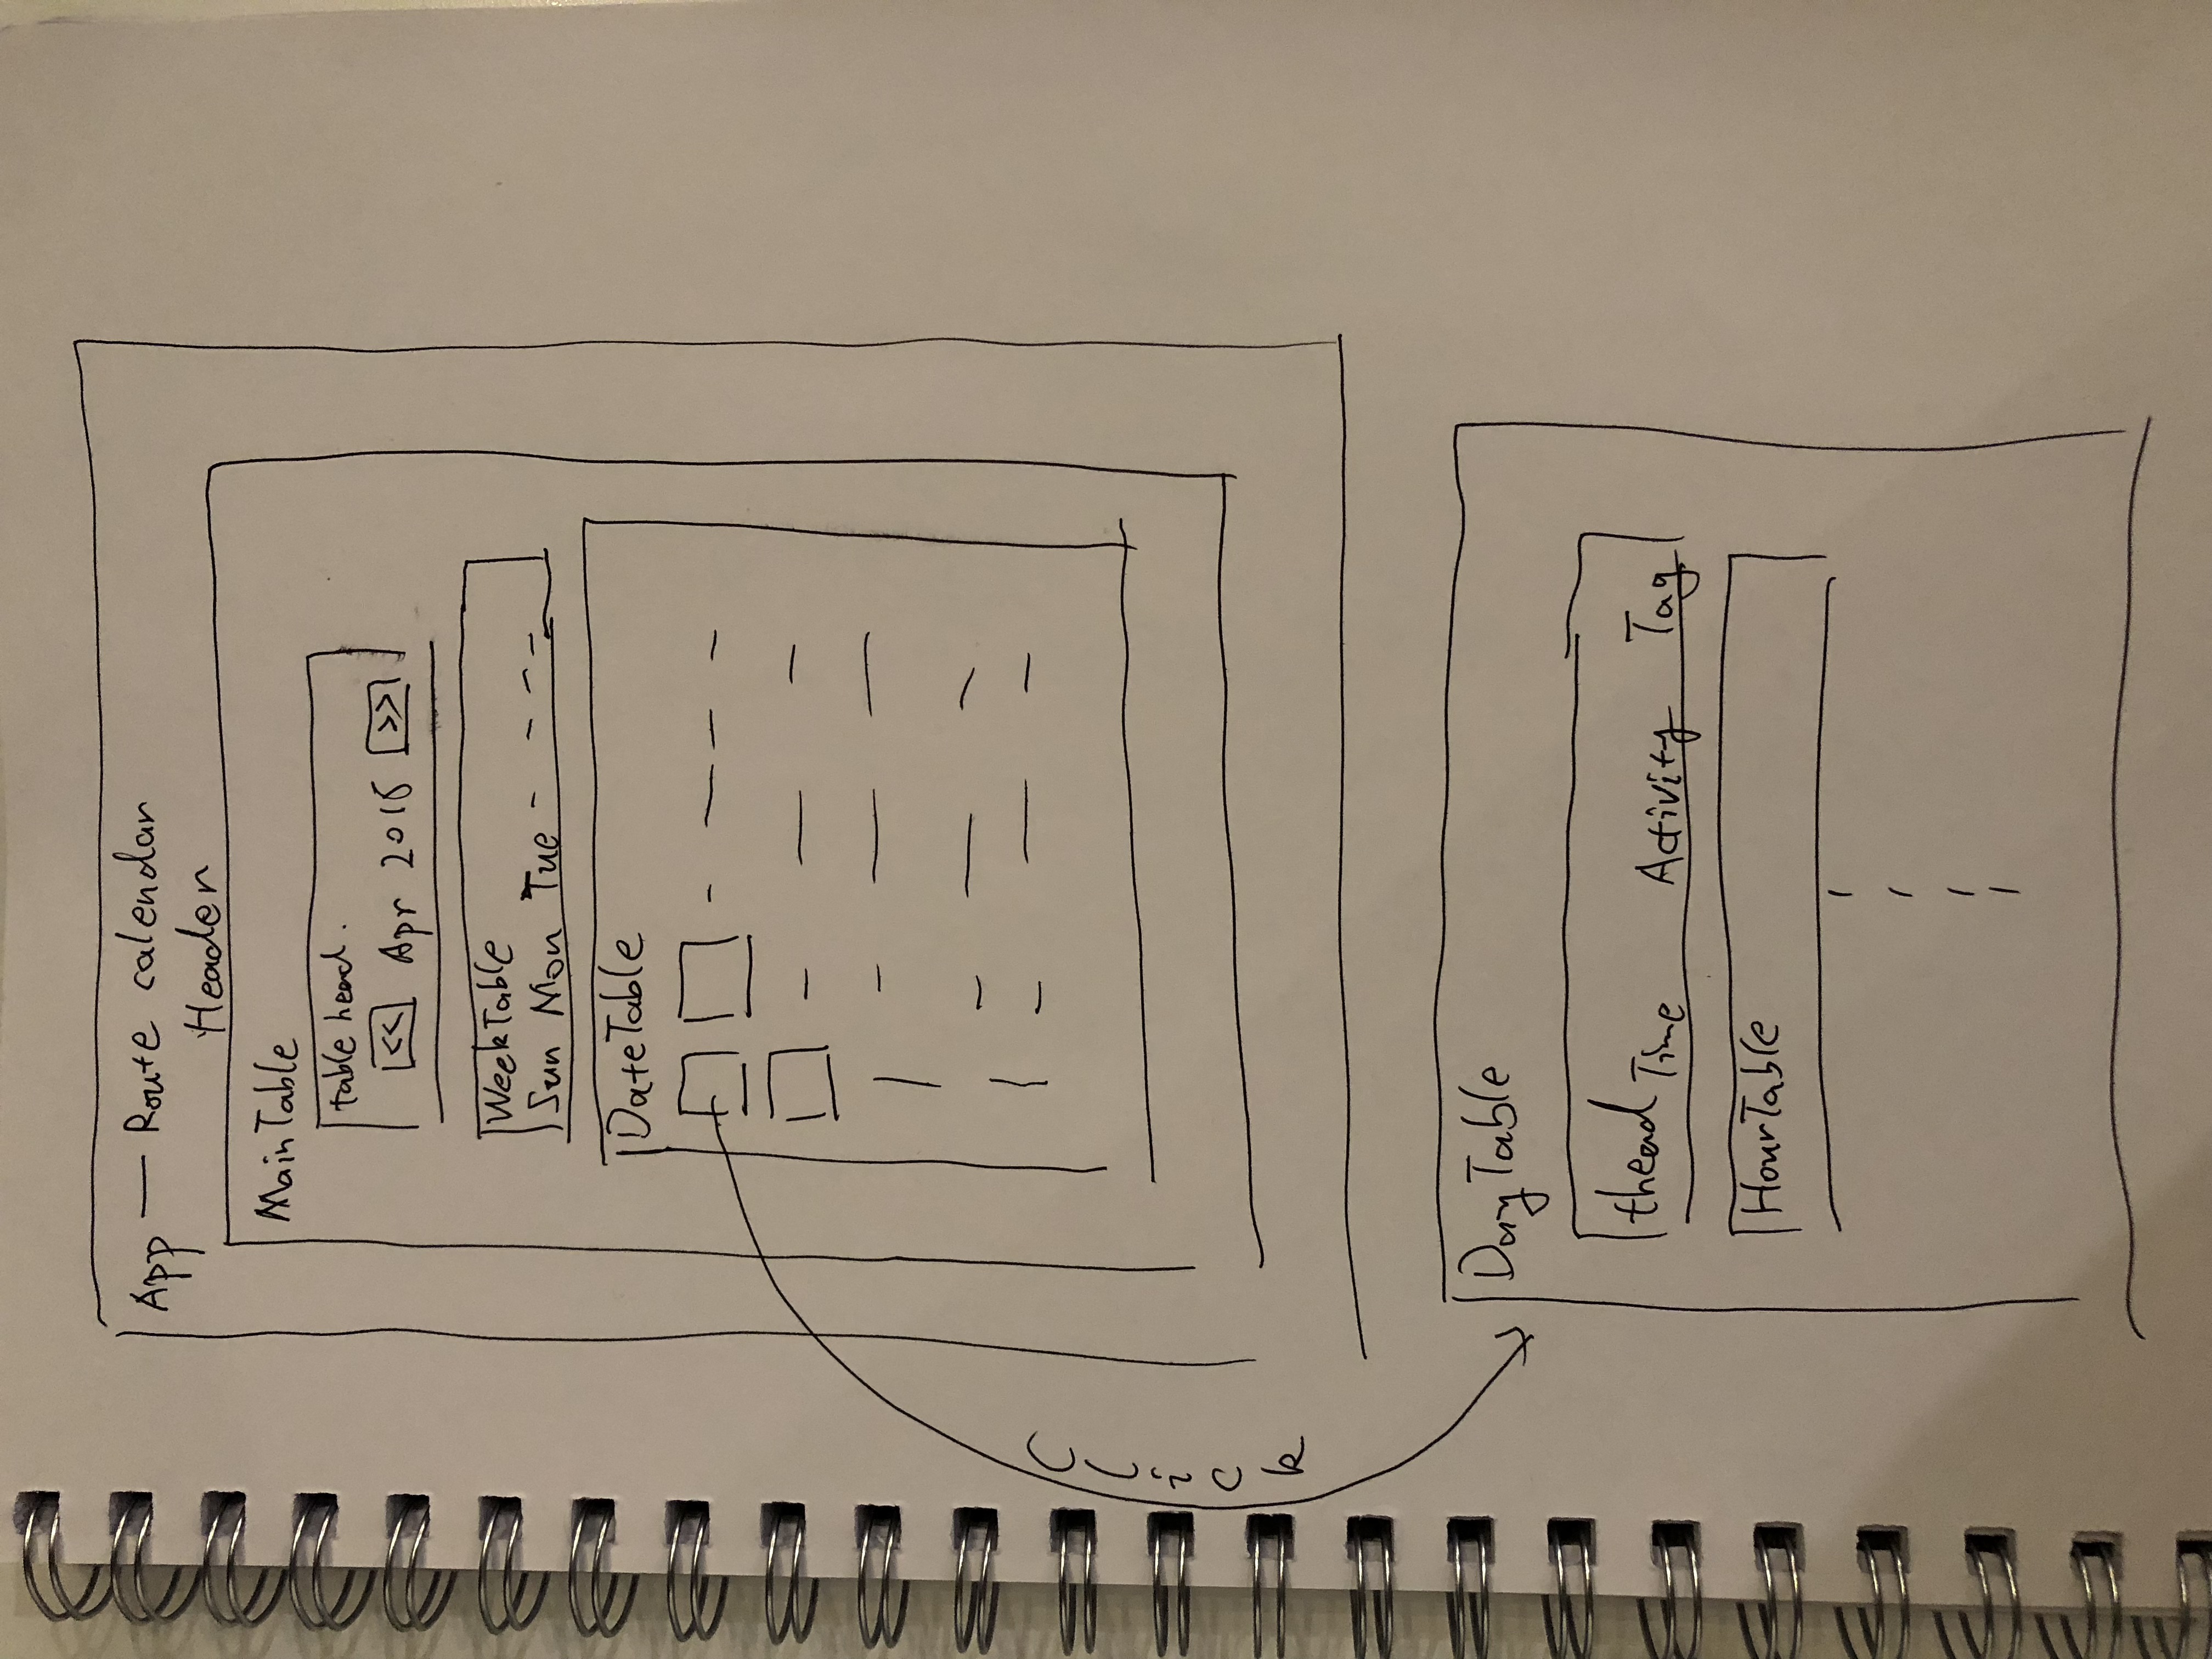 App — Route calendar
Header
MainTable
table head.
<< Apr 2018 >>
WeekTable
Sun Mon Tue - - - -
DateTable
Click
DayTable
thead Time Activity Tag
HourTable